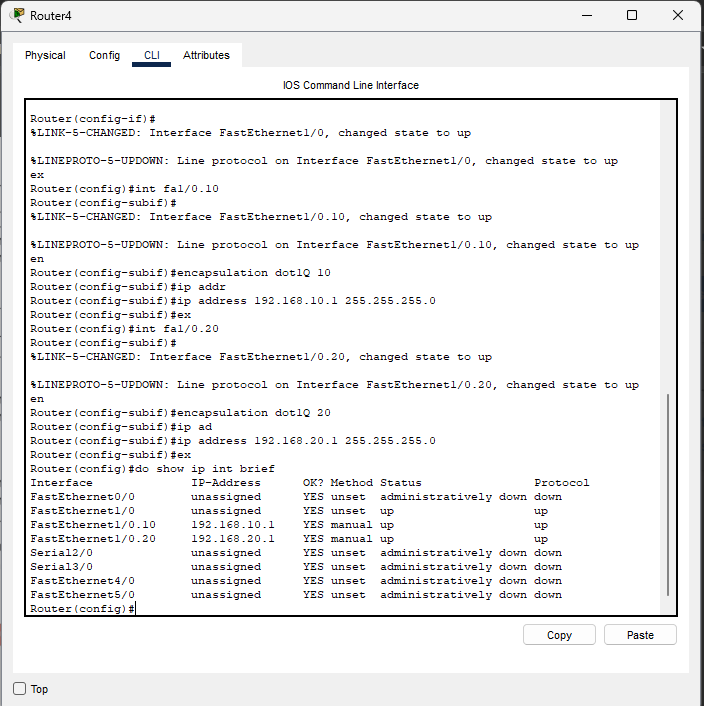 Router4
Physical Config CLI Attributes
IOS Command Line Interface
Router(config-if)#
%LINK-5-CHANGED: Interface FastEthernet1/0, changed state to up
%LINEPROTO-5-UPDOWN: Line protocol on Interface FastEthernet1/0, changed state to up
ex
Router(config)#int fa1/0.10
Router(config-subif)#
%LINK-5-CHANGED: Interface FastEthernet1/0.10, changed state to up
%LINEPROTO-5-UPDOWN: Line protocol on Interface FastEthernet1/0.10, changed state to up
en
Router(config-subif)#encapsulation dot1Q 10
Router(config-subif)#ip addr
Router(config-subif)#ip address 192.168.10.1 255.255.255.0
Router(config-subif)#ex
Router(config)#int fa1/0.20
Router(config-subif)#
%LINK-5-CHANGED: Interface FastEthernet1/0.20, changed state to up
%LINEPROTO-5-UPDOWN: Line protocol on Interface FastEthernet1/0.20, changed state to up
en
Router(config-subif)#encapsulation dot1Q 20
Router(config-subif)#ip ad
Router(config-subif)#ip address 192.168.20.1 255.255.255.0
Router(config-subif)#ex
Router(config)#do show ip int brief
Interface IP-Address OK? Method Status Protocol
FastEthernet0/0 unassigned YES unset administratively down down
FastEthernet1/0 unassigned YES unset up up
FastEthernet1/0.10 192.168.10.1 YES manual up up
FastEthernet1/0.20 192.168.20.1 YES manual up up
Serial2/0 unassigned YES unset administratively down down
Serial3/0 unassigned YES unset administratively down down
FastEthernet4/0 unassigned YES unset administratively down down
FastEthernet5/0 unassigned YES unset administratively down down
Router(config)#
Copy Paste
Top